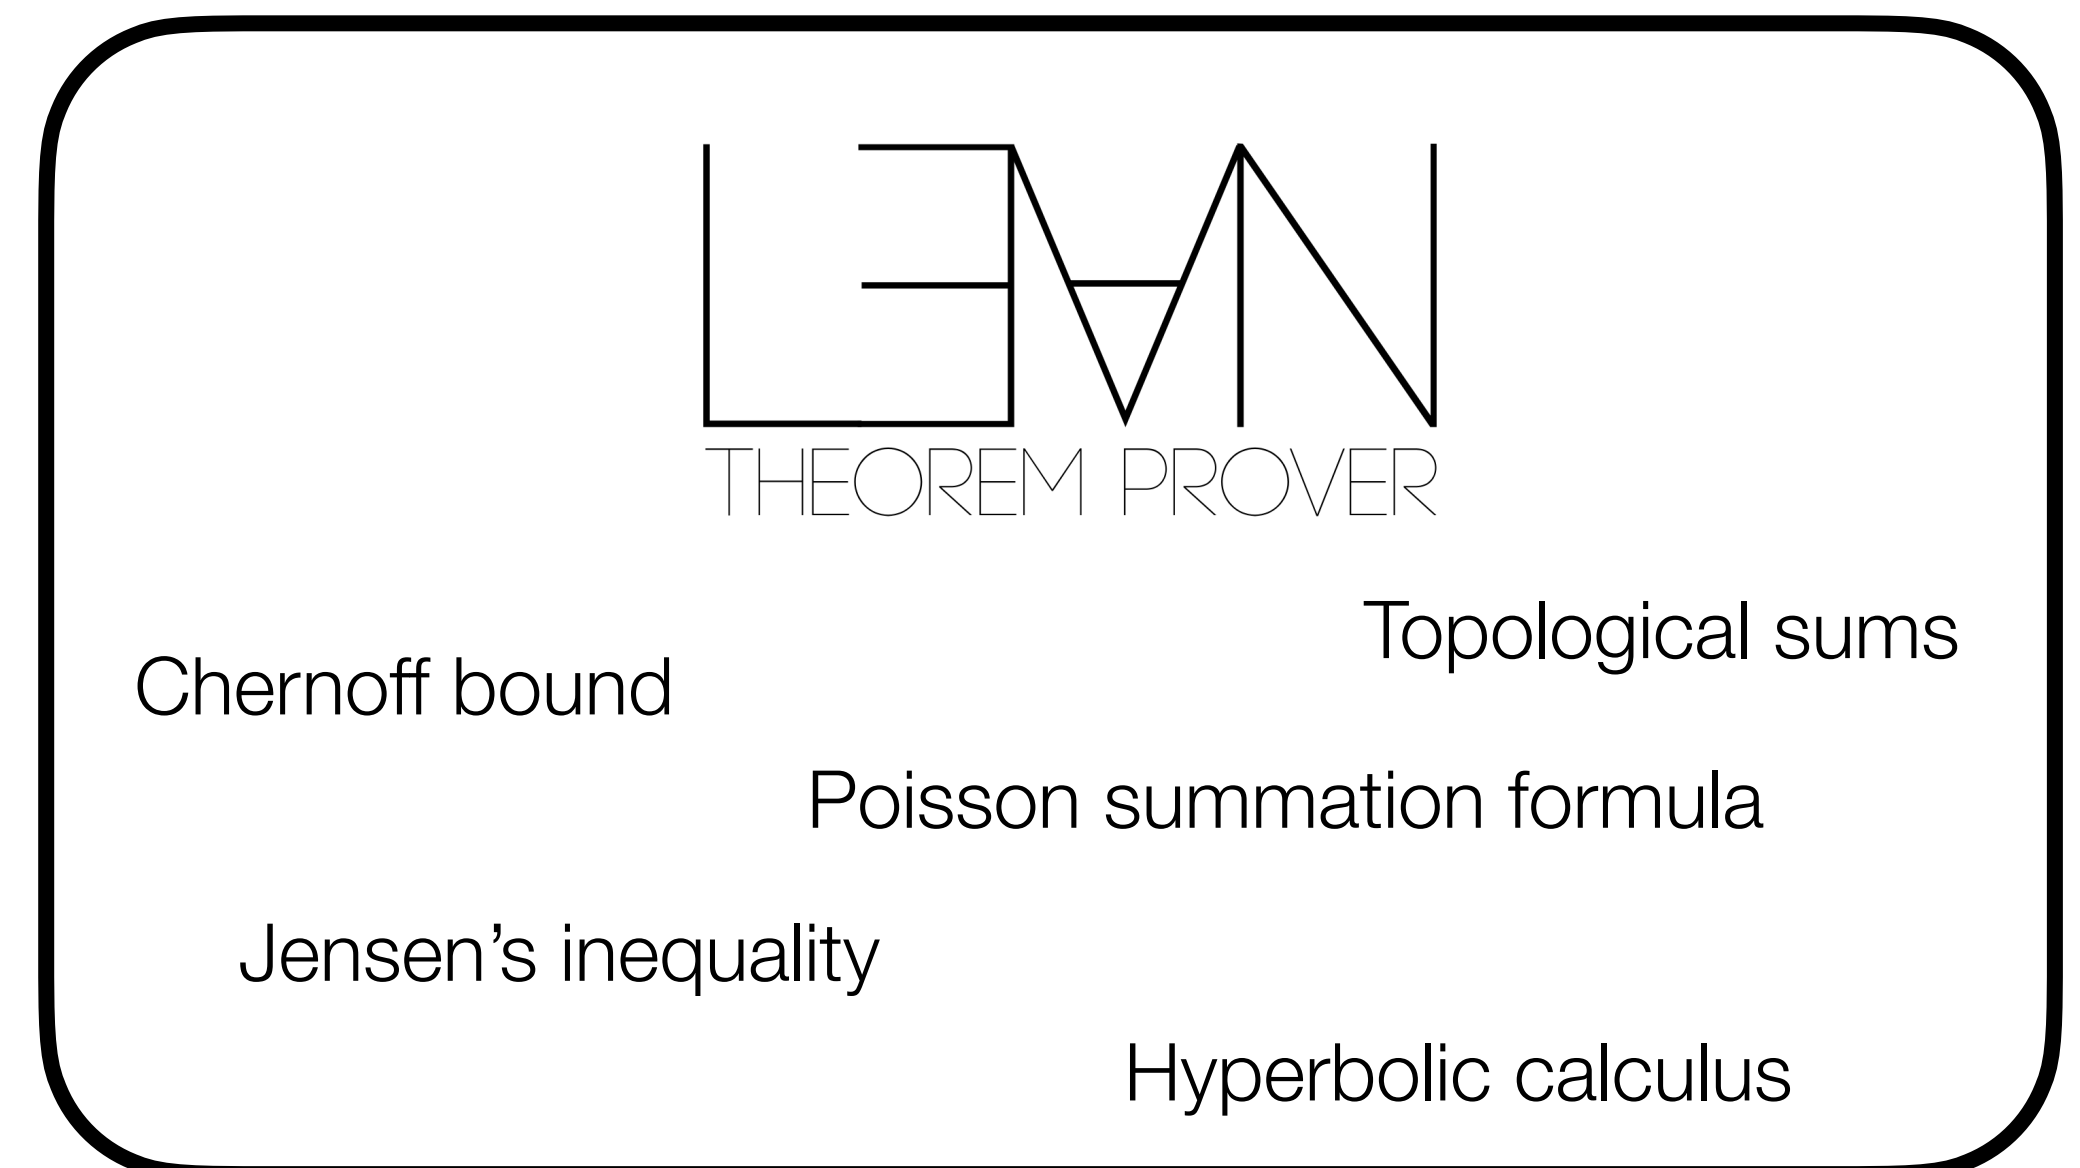 LEAN
THEOREM PROVER
Topological sums
Chernoff bound
Poisson summation formula
Jensen’s inequality
Hyperbolic calculus